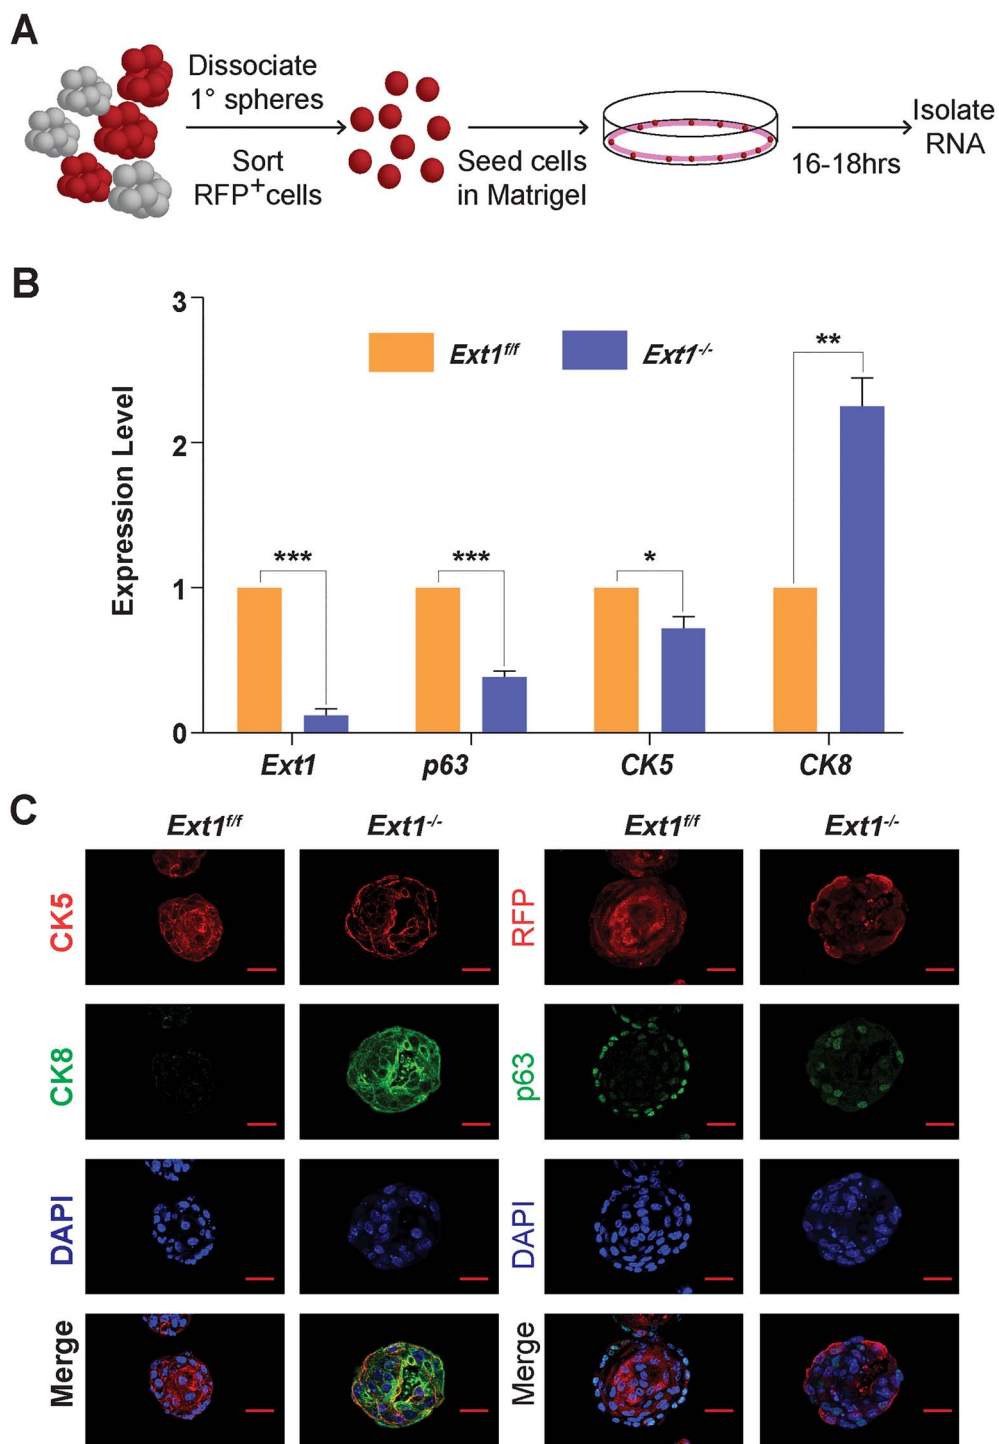 A
Dissociate
1° spheres
Sort
RFP+cells
Seed cells
in Matrigel
16-18hrs
Isolate
RNA
B
Expression Level
3
2
1
0
Ext1f/f
Ext1-/-
***
***
*
**
Ext1
p63
CK5
CK8
C
Ext1f/f
Ext1-/-
Ext1f/f
Ext1-/-
CK5
RFP
CK8
p63
DAPI
DAPI
Merge
Merge